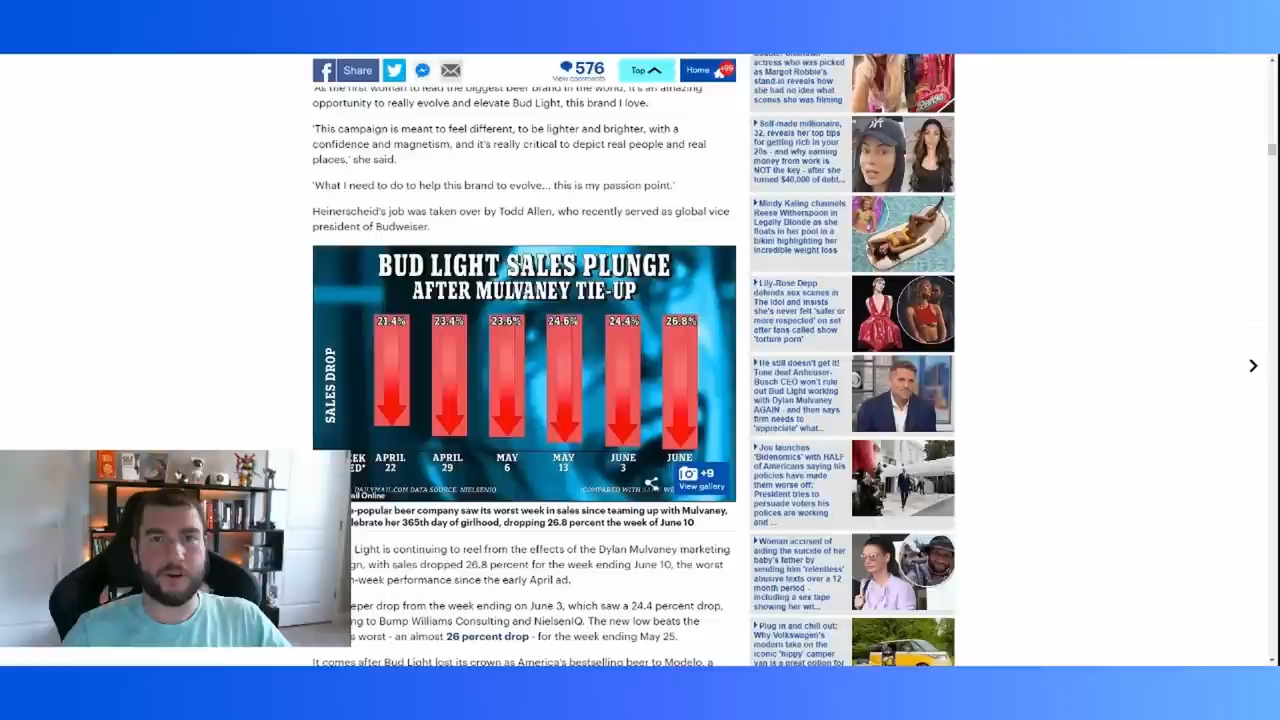 Share
576
View comments
Top
Home
+99
'As the first woman to lead the biggest beer brand in the world, it's an amazing
opportunity to really evolve and elevate Bud Light, this brand I love.
'This campaign is meant to feel different, to be lighter and brighter, with a
confidence and magnetism, and it's really critical to depict real people and real
places,' she said.
'What I need to do to help this brand to evolve... this is my passion point.'
Heinerscheid's job was taken over by Todd Allen, who recently served as global vice
president of Budweiser.
BUD LIGHT SALES PLUNGE
AFTER MULVANEY TIE-UP
SALES DROP
21.4% 23.4% 23.6% 24.6% 24.4% 26.8%
APRIL 22
APRIL 29
MAY 6
MAY 13
JUNE 3
JUNE
DAILYMAIL.COM DATA SOURCE: NIELSENIQ
*COMPARED WITH
+9
View gallery
ail Online
e-popular beer company saw its worst week in sales since teaming up with Mulvaney,
lebrate her 365th day of girlhood, dropping 26.8 percent the week of June 10
Light is continuing to reel from the effects of the Dylan Mulvaney marketing
gn, with sales dropped 26.8 percent for the week ending June 10, the worst
n-week performance since the early April ad.
eper drop from the week ending on June 3, which saw a 24.4 percent drop,
ng to Bump Williams Consulting and NielsenIQ. The new low beats the
s worst - an almost 26 percent drop - for the week ending May 25.
It comes after Bud Light lost its crown as America's bestselling beer to Modelo, a
actress who was picked
as Margot Robbie's
stand-in reveals how
she had no idea what
scenes she was filming
Self-made millionaire,
32, reveals her top tips
for getting rich in your
20s - and why earning
money from work is
NOT the key - after she
turned $40,000 of debt...
Mindy Kaling channels
Reese Witherspoon in
Legally Blonde as she
floats in her pool in a
bikini highlighting her
incredible weight loss
Lily-Rose Depp
defends sex scenes in
The Idol and insists
she's never felt 'safer or
more respected' on set
after fans called show
'torture porn'
He still doesn't get it!
Tone deaf Anheuser-
Busch CEO won't rule
out Bud Light working
with Dylan Mulvaney
AGAIN - and then says
firm needs to
'appreciate' what...
Joe launches
'Bidenomics' with HALF
of Americans saying his
policies have made
them worse off:
President tries to
persuade voters his
polices are working -
and ...
Woman accused of
aiding the suicide of her
baby's father by
sending him 'relentless'
abusive texts over a 12
month period -
including a sex tape
showing her wit...
Plug in and chill out:
Why Volkswagen's
modern take on the
iconic 'hippy' camper
van is a great option for